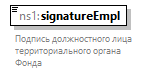 ns1:signatureEmpl
Подпись должностного лица
территориального органа
Фонда